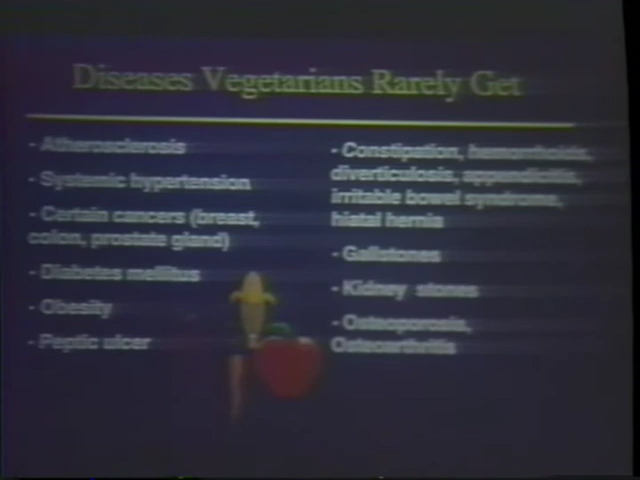 Diseases Vegetarians Rarely Get
- Atherosclerosis
- Systemic hypertension
- Certain cancers (breast,
colon, prostate gland)
- Diabetes mellitus
- Obesity
- Peptic ulcer
- Constipation, hemorrhoids,
diverticulosis, appendicitis,
irritable bowel syndrome,
hiatal hernia
- Gallstones
- Kidney stones
- Osteoporosis,
Osteoarthritis